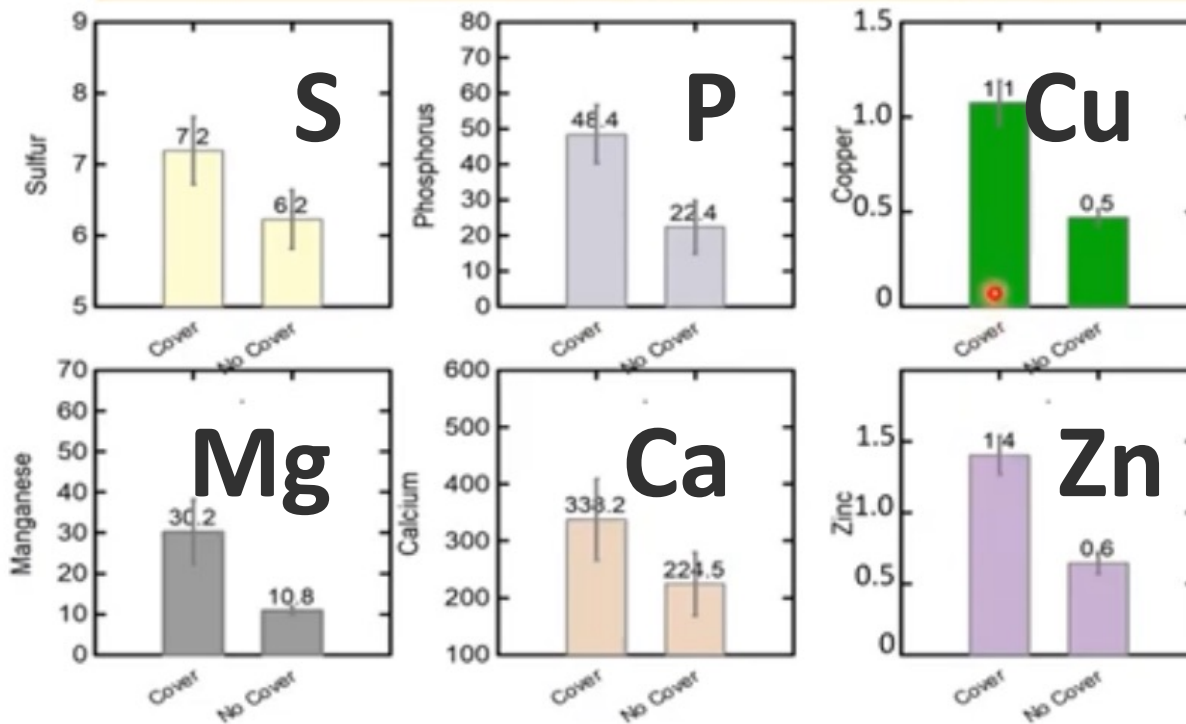 9
8
7
6
5
Sulfur
S
7.2
6.2
Cover
No Cover
80
70
60
50
40
30
20
10
0
Phosphorus
P
48.4
22.4
Cover
No Cover
1.5
1.0
0.5
0
Copper
Cu
1.1
0.5
Cover
No Cover
70
60
50
40
30
20
10
0
Manganese
Mg
30.2
10.8
Cover
No Cover
600
500
400
300
200
100
Calcium
Ca
338.2
224.5
Cover
No Cover
1.5
1.0
0.5
0
Zinc
Zn
1.4
0.6
Cover
No Cover